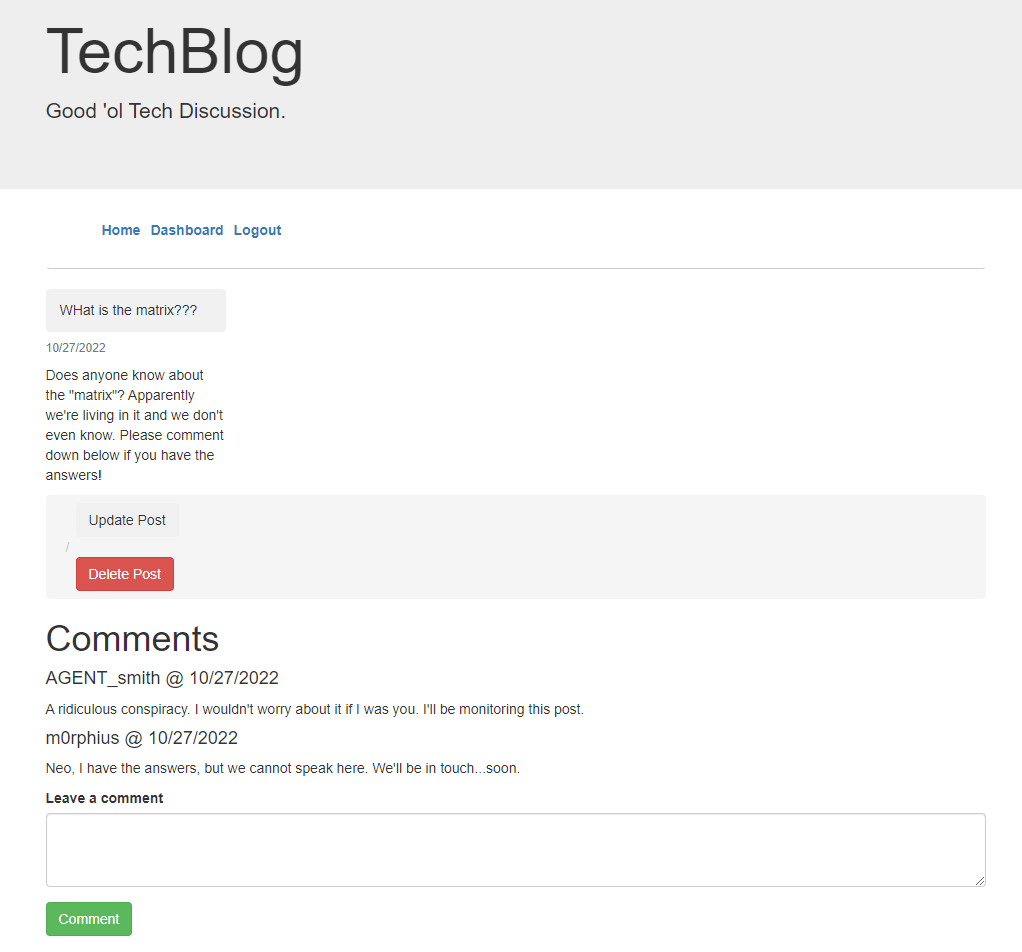 TechBlog
Good 'ol Tech Discussion.
Home Dashboard Logout
WHat is the matrix???
10/27/2022
Does anyone know about
the "matrix"? Apparently
we're living in it and we don't
even know. Please comment
down below if you have the
answers!
Update Post
/
Delete Post
Comments
AGENT_smith @ 10/27/2022
A ridiculous conspiracy. I wouldn't worry about it if I was you. I'll be monitoring this post.
m0rphius @ 10/27/2022
Neo, I have the answers, but we cannot speak here. We'll be in touch...soon.
Leave a comment
Comment